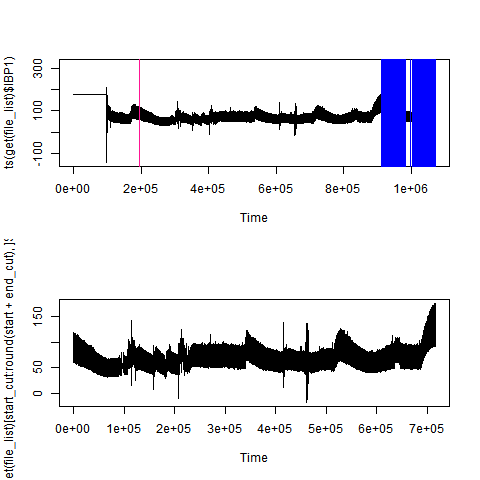 ts(get(file_list)$IBP1)
300
100
-100
0e+00 2e+05 4e+05 6e+05 8e+05 1e+06
Time
et(file_list)[start_cut:round(start + end_cut), ]$
150
50
0
0e+00 1e+05 2e+05 3e+05 4e+05 5e+05 6e+05 7e+05
Time